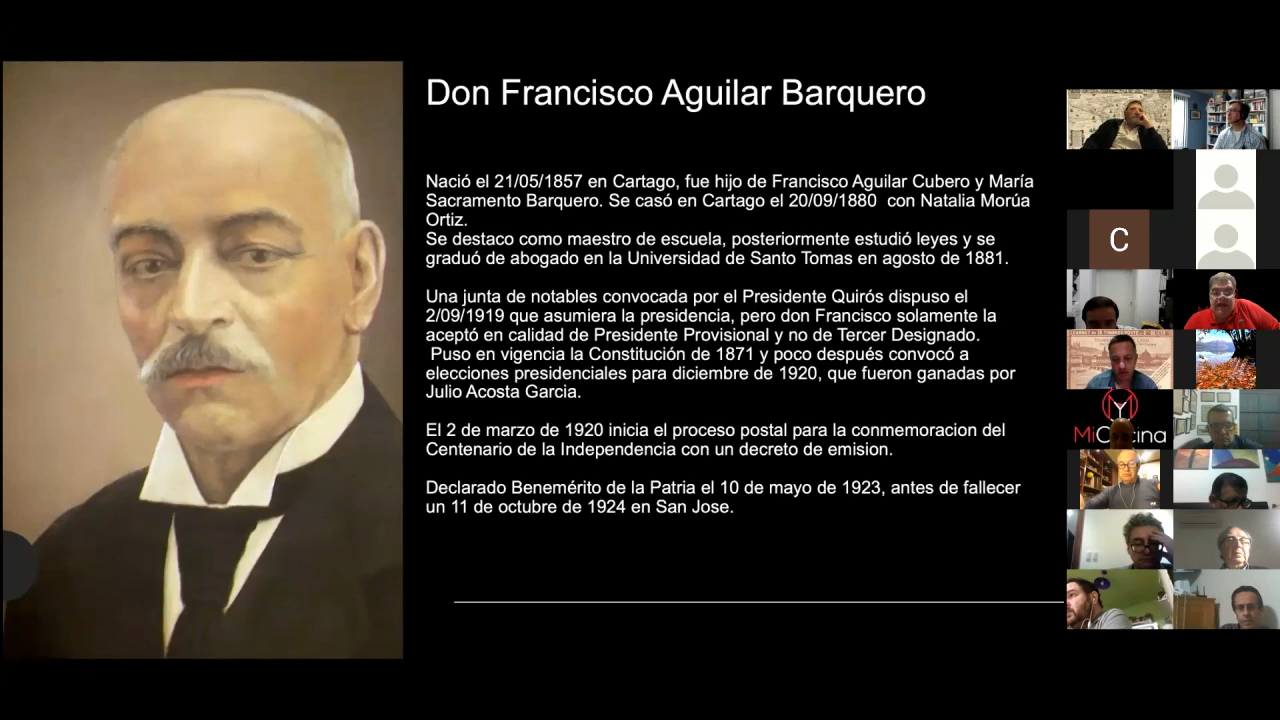 Don Francisco Aguilar Barquero
Nació el 21/05/1857 en Cartago, fue hijo de Francisco Aguilar Cubero y María
Sacramento Barquero. Se casó en Cartago el 20/09/1880 con Natalia Morúa
Ortiz.
Se destaco como maestro de escuela, posteriormente estudió leyes y se
graduó de abogado en la Universidad de Santo Tomas en agosto de 1881.
Una junta de notables convocada por el Presidente Quirós dispuso el
2/09/1919 que asumiera la presidencia, pero don Francisco solamente la
aceptó en calidad de Presidente Provisional y no de Tercer Designado.
Puso en vigencia la Constitución de 1871 y poco después convocó a
elecciones presidenciales para diciembre de 1920, que fueron ganadas por
Julio Acosta Garcia.
El 2 de marzo de 1920 inicia el proceso postal para la conmemoracion del
Centenario de la Independencia con un decreto de emision.
Declarado Benemérito de la Patria el 10 de mayo de 1923, antes de fallecer
un 11 de octubre de 1924 en San Jose.
C